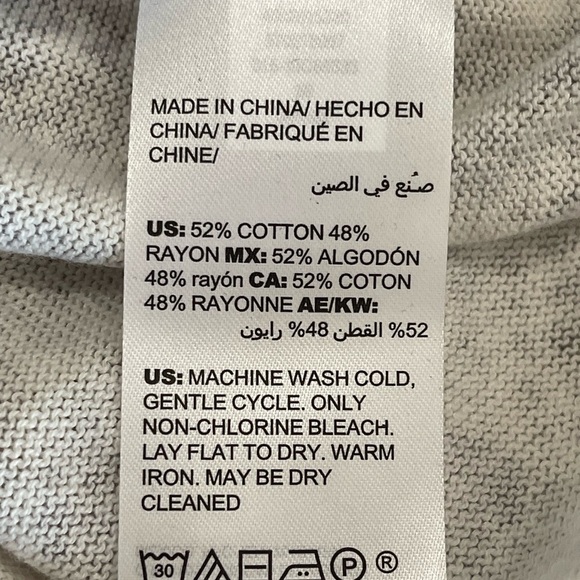 MADE IN CHINA/ HECHO EN
CHINA/ FABRIQUÉ EN
CHINE/
صُنع في الصين
US: 52% COTTON 48%
RAYON MX: 52% ALGODÓN
48% rayón CA: 52% COTON
48% RAYONNE AE/KW:
52% القطن 48% رايون
US: MACHINE WASH COLD,
GENTLE CYCLE. ONLY
NON-CHLORINE BLEACH.
LAY FLAT TO DRY. WARM
IRON. MAY BE DRY
CLEANED
30 P ®